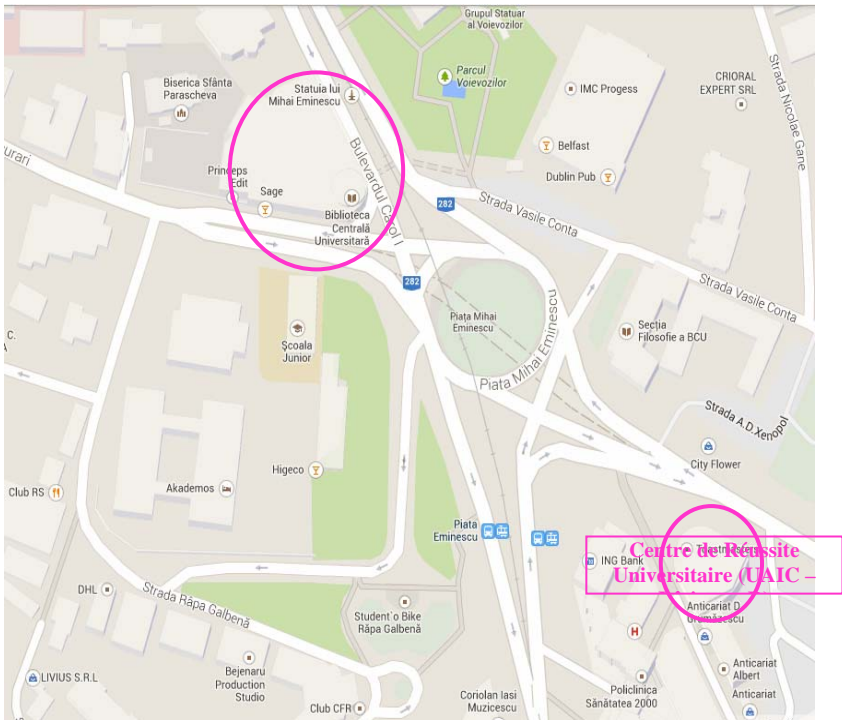 Grupul Statuar
al Voievozilor
Parcul
Voievozilor
Biserica Sfânta
Parascheva
Statuia lui
Mihai Eminescu
IMC Progess
CRIORAL
EXPERT SRL
Strada Nicolae Gane
Belfast
Dublin Pub
urari
Princeps
Edit
Sage
Bulevardul Carol I
Biblioteca
Centrală
Universitară
282
Strada Vasile Conta
282
Strada Vasile Conta
Piața Mihai
Eminescu
Piața Mihai Eminescu
Secția
Filosofie a BCU
C.
A
Școala
Junior
Strada A.D.Xenopol
City Flower
Higeco
Akademos
Club RS
Piata
Eminescu
ING Bank
Centre de Réussite
Universitaire (UAIC –
Anticariat D.
Grumăzescu
DHL
Strada Râpa Galbenă
Student`o Bike
Râpa Galbenă
H
LIVIUS S.R.L
Bejenaru
Production
Studio
Club CFR
Coriolan Iasi
Muzicescu
Policlinica
Sănătatea 2000
Anticariat
Albert
Anticariat